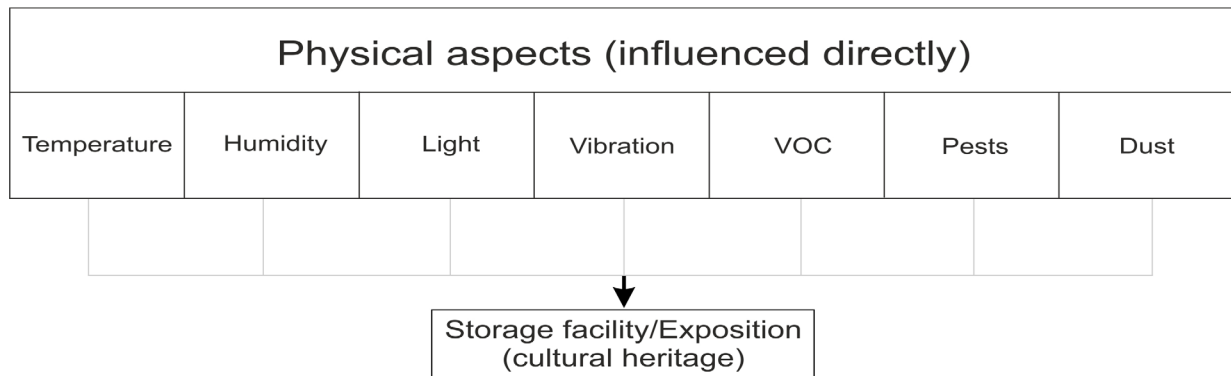 Physical aspects (influenced directly)
Temperature
Humidity
Light
Vibration
VOC
Pests
Dust
Storage facility/Exposition
(cultural heritage)